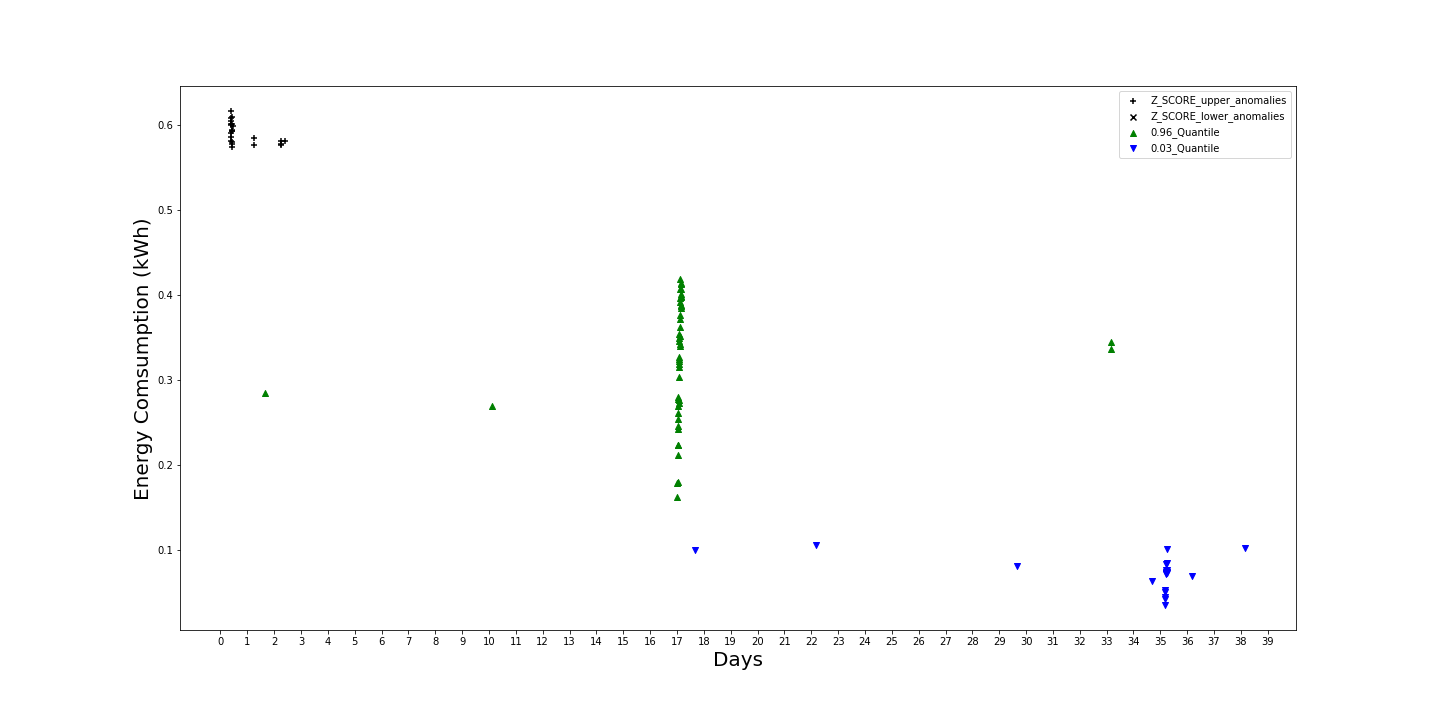 Z_SCORE_upper_anomalies
Z_SCORE_lower_anomalies
0.96_Quantile
0.03_Quantile
0.6
0.5
0.4
0.3
0.2
0.1
Energy Comsumption (kWh)
0 1 2 3 4 5 6 7 8 9 10 11 12 13 14 15 16 17 18 19 20 21 22 23 24 25 26 27 28 29 30 31 32 33 34 35 36 37 38 39
Days